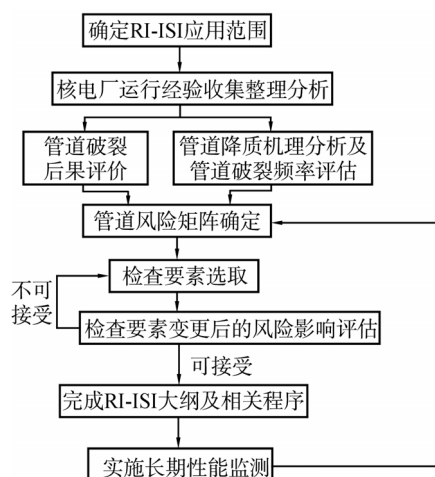 确定RI-ISI应用范围
核电厂运行经验收集整理分析
管道破裂
后果评价
管道降质机理分析及
管道破裂频率评估
管道风险矩阵确定
检查要素选取
不可
接受
检查要素变更后的风险影响评估
可接受
完成RI-ISI大纲及相关程序
实施长期性能监测